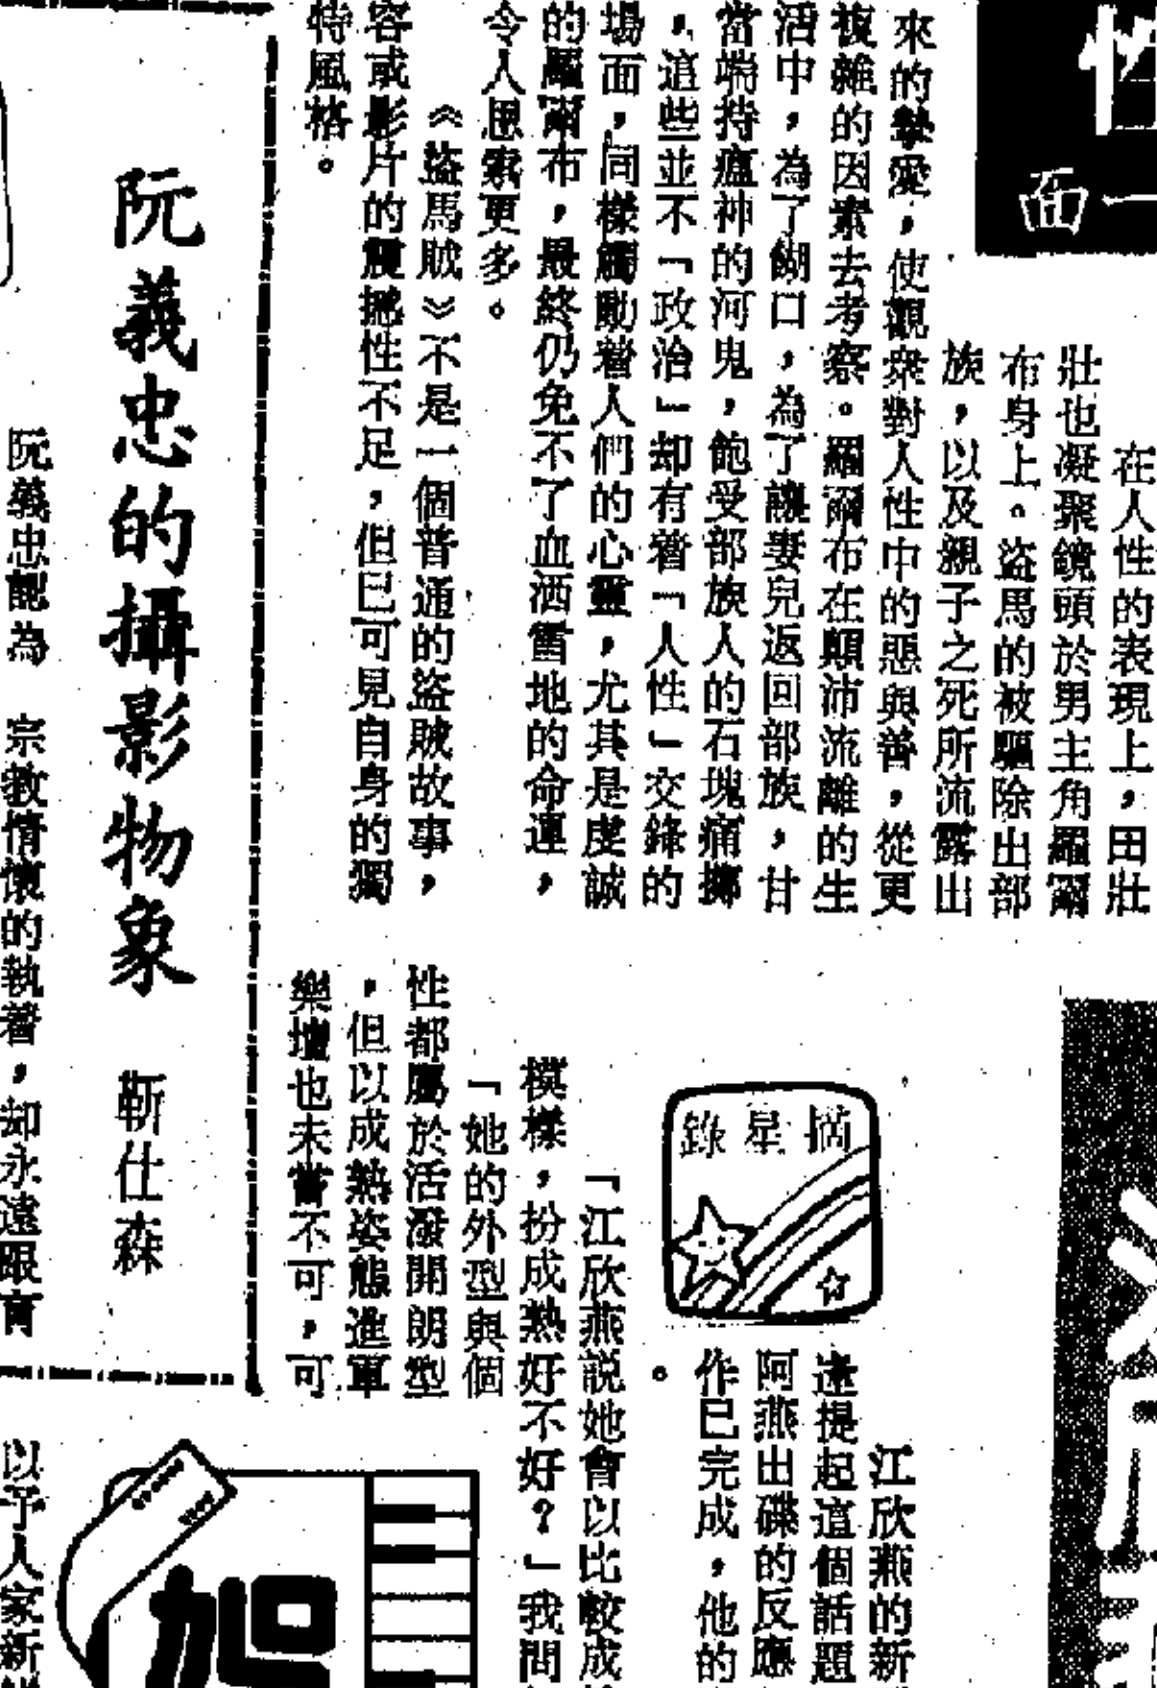 性
一面
在人性的表現上，田壯
壯也凝聚鏡頭於男主角羅爾
布身上。盜馬的被驅除出部
族，以及親子之死所流露出
來的摯愛，使觀衆對人性中的惡與善，從更
複雜的因素去考察。羅爾布在顛沛流離的生
活中，為了餬口，為了讓妻兒返回部族，甘
當端持瘟神的河鬼，飽受部族人的石塊痛擲
，這些並不「政治」却有着「人性」交鋒的
場面，同樣觸動着人們的心靈，尤其是虔誠
的羅爾布，最終仍免不了血洒雪地的命運，
令人思索更多。
《盜馬賊》不是一個普通的盜賊故事，
容或影片的震撼性不足，但已可見自身的獨
特風格。
阮義忠的攝影物象
靳仕森
阮義忠認為
宗教情懷的執着，却永遠跟
摘星錄
江欣燕的新
達提起這個話題
阿燕出碟的反應
作已完成，他的
。
「江欣燕説她會以比較成
模樣，扮成熟好不好？」我問
「她的外型與個
性都屬於活潑開朗型
，但以成熟姿態進軍
樂壇也未嘗不可，可
以予人家新